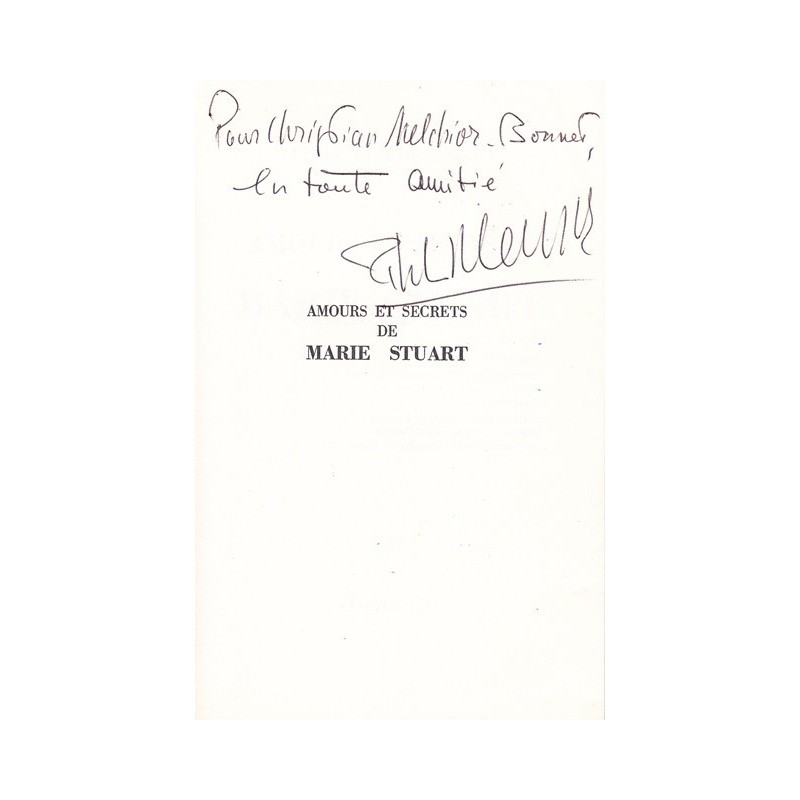 Pour Christian Melchior-Bonnet,
en toute amitié
AMOURS ET SECRETS
DE
MARIE STUART